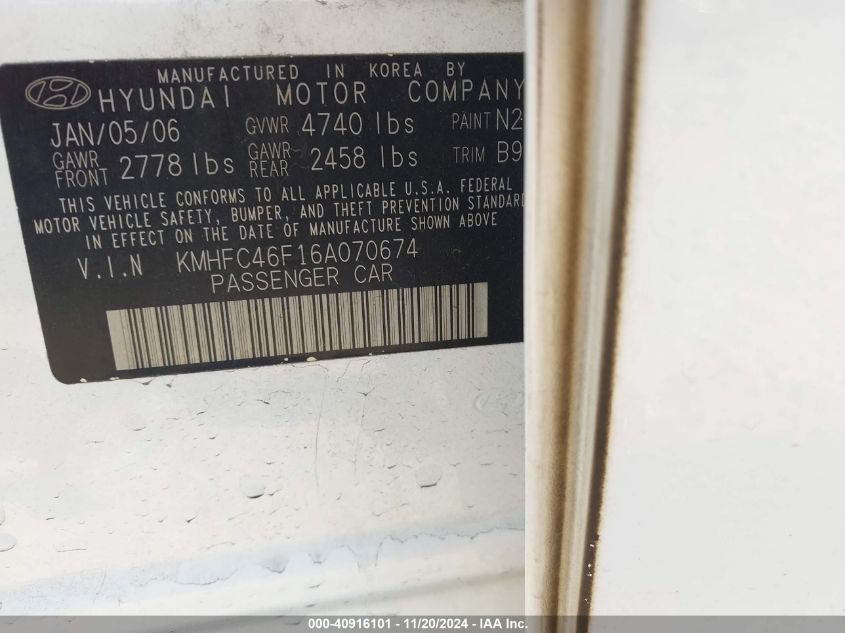 MANUFACTURED IN KOREA BY
HYUNDAI MOTOR COMPANY
JAN/05/06 GVWR 4740 lbs PAINT N2
GAWR FRONT 2778 lbs GAWR REAR 2458 lbs TRIM B9
THIS VEHICLE CONFORMS TO ALL APPLICABLE U.S.A. FEDERAL
MOTOR VEHICLE SAFETY, BUMPER, AND THEFT PREVENTION STANDARD
IN EFFECT ON THE DATE OF MANUFACTURE SHOWN ABOVE
V.I.N KMHFC46F16A070674
PASSENGER CAR
000-40916101 - 11/20/2024 - IAA Inc.